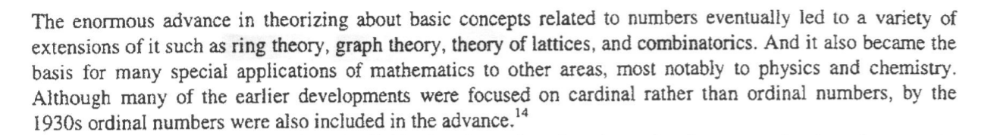 The enormous advance in theorizing about basic concepts related to numbers eventually led to a variety of
extensions of it such as ring theory, graph theory, theory of lattices, and combinatorics. And it also became the
basis for many special applications of mathematics to other areas, most notably to physics and chemistry.
Although many of the earlier developments were focused on cardinal rather than ordinal numbers, by the
1930s ordinal numbers were also included in the advance.14